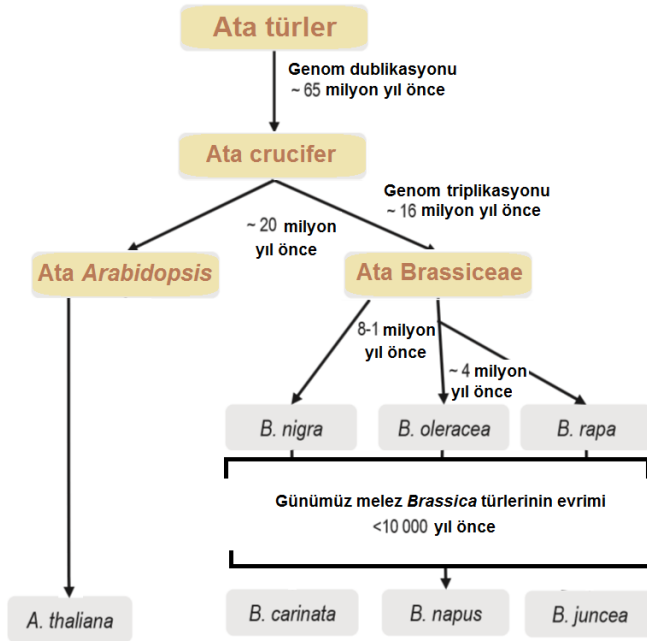 Ata türler
Genom dublikasyonu
~ 65 milyon yıl önce
Ata crucifer
Genom triplikasyonu
~ 16 milyon yıl önce
~ 20 milyon
yıl önce
Ata Arabidopsis
Ata Brassiceae
8-1 milyon
yıl önce
~ 4 milyon
yıl önce
B. nigra
B. oleracea
B. rapa
Günümüz melez Brassica türlerinin evrimi
<10 000 yıl önce
A. thaliana
B. carinata
B. napus
B. juncea